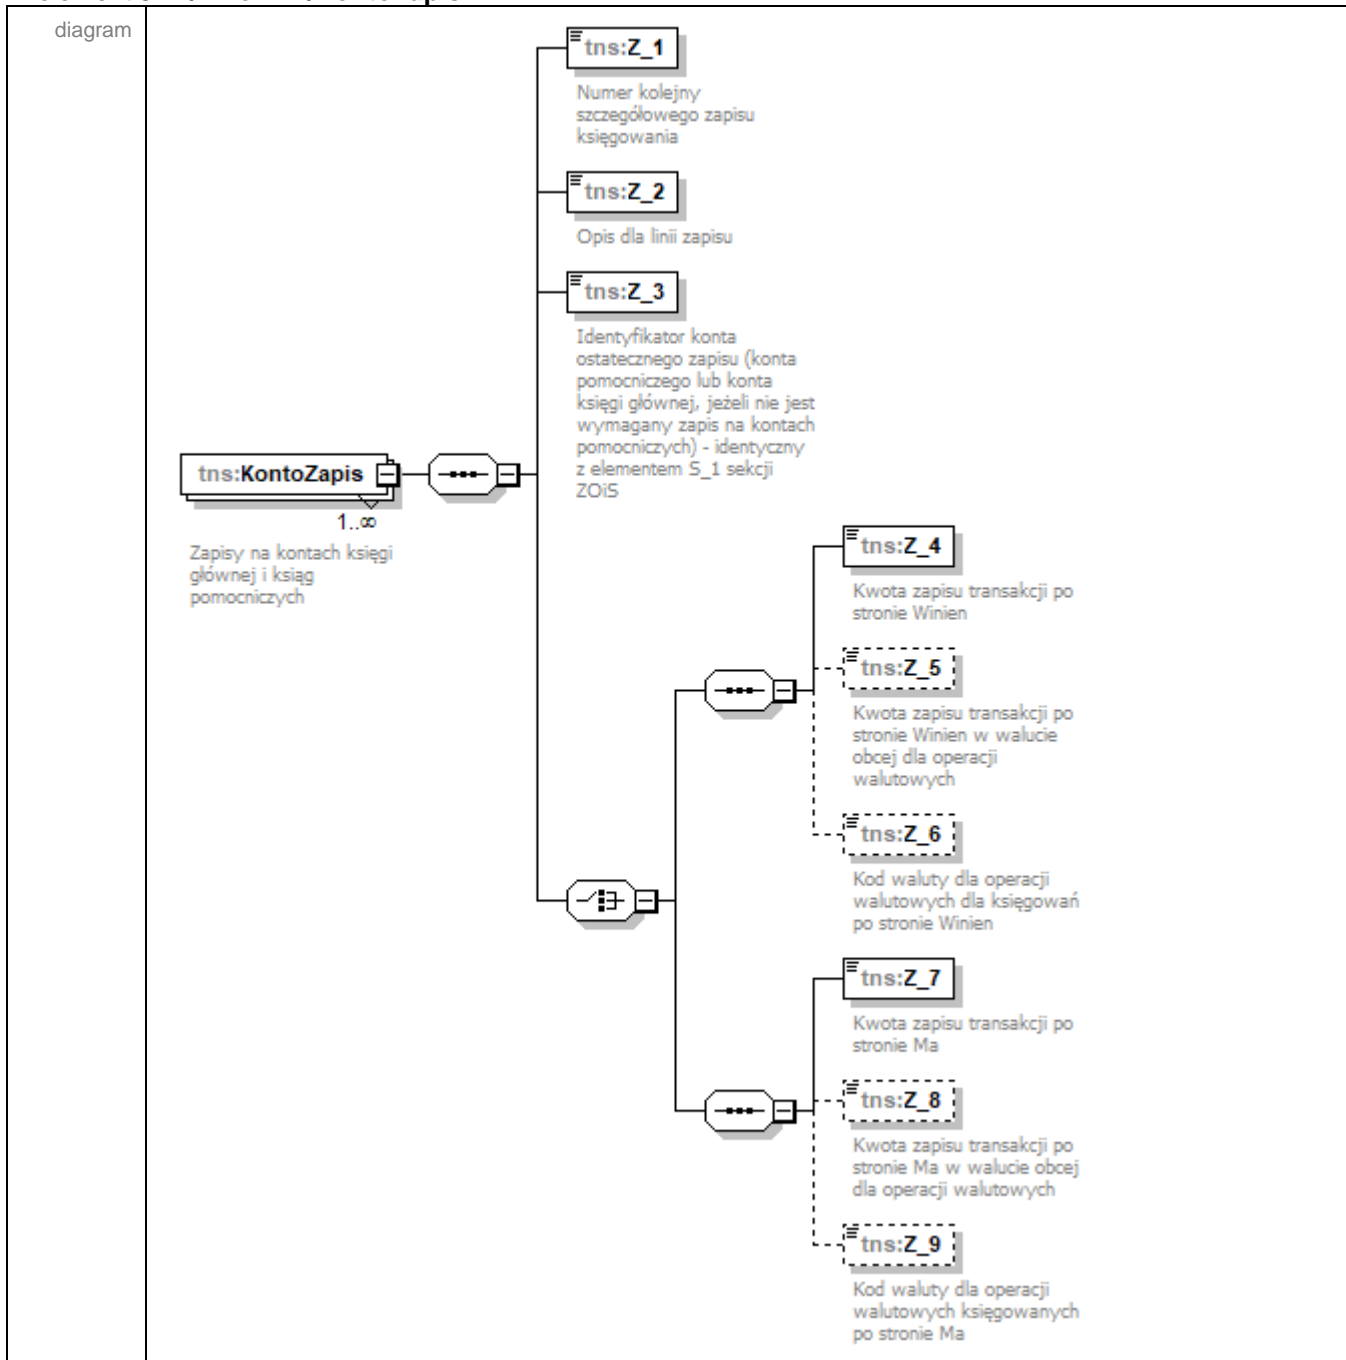 diagram
tns:Z_1
Numer kolejny
szczegółowego zapisu
księgowania
tns:Z_2
Opis dla linii zapisu
tns:Z_3
Identyfikator konta
ostatecznego zapisu (konta
pomocniczego lub konta
księgi głównej, jeżeli nie jest
wymagany zapis na kontach
pomocniczych) - identyczny
z elementem S_1 sekcji
ZOiS
tns:KontoZapis
1..∞
Zapisy na kontach księgi
głównej i ksiąg
pomocniczych
tns:Z_4
Kwota zapisu transakcji po
stronie Winien
tns:Z_5
Kwota zapisu transakcji po
stronie Winien w walucie
obcej dla operacji
walutowych
tns:Z_6
Kod waluty dla operacji
walutowych dla księgowań
po stronie Winien
tns:Z_7
Kwota zapisu transakcji po
stronie Ma
tns:Z_8
Kwota zapisu transakcji po
stronie Ma w walucie obcej
dla operacji walutowych
tns:Z_9
Kod waluty dla operacji
walutowych księgowanych
po stronie Ma